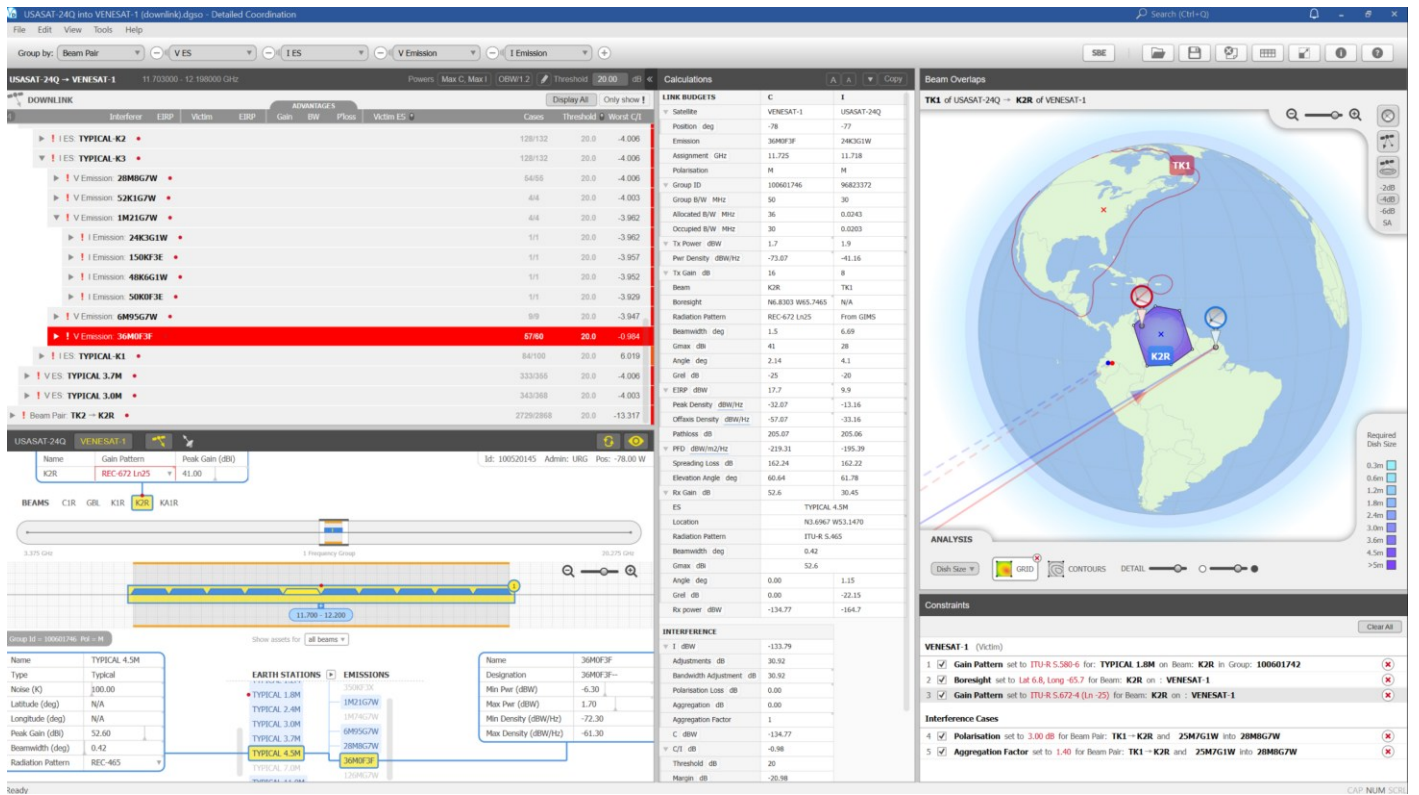 USASAT-24Q into VENESAT-1 (downlink).dgso - Detailed Coordination
Search (Ctrl+Q)
File Edit View Tools Help
Group by: Beam Pair V ES I ES V Emission I Emission
SBE
USASAT-24Q → VENESAT-1 11.703000 - 12.198000 GHz Powers Max C, Max I OBW/1.2 Threshold 20.00 dB
DOWNLINK Display All Only show !
ADVANTAGES
Interferer EIRP Victim EIRP Gain BW P'loss Victim ES Cases Threshold Worst C/I
! I ES: TYPICAL-K2 128/132 20.0 -4.006
! I ES: TYPICAL-K3 128/132 20.0 -4.006
! V Emission: 28M8G7W 54/55 20.0 -4.006
! V Emission: 52K1G7W 4/4 20.0 -4.003
! V Emission: 1M21G7W 4/4 20.0 -3.962
! I Emission: 24K3G1W 1/1 20.0 -3.962
! I Emission: 150KF3E 1/1 20.0 -3.957
! I Emission: 48K6G1W 1/1 20.0 -3.952
! I Emission: 50K0F3E 1/1 20.0 -3.929
! V Emission: 6M95G7W 9/9 20.0 -3.947
! V Emission: 36M0F3F 57/60 20.0 -0.984
! I ES: TYPICAL-K1 84/100 20.0 6.019
! V ES: TYPICAL 3.7M 333/355 20.0 -4.006
! V ES: TYPICAL 3.0M 343/368 20.0 -4.003
! Beam Pair: TK2 → K2R 2729/2868 20.0 -13.317
USASAT-24Q VENESAT-1
Name Gain Pattern Peak Gain (dBi)
K2R REC-672 Ln25 41.00
Id: 100520145 Admin: URG Pos: -78.00 W
BEAMS C1R GBL K1R K2R KA1R
3.375 GHz 1 Frequency Group 20.275 GHz
11.700 - 12.200
Group Id = 100601746 Pol = M
Show assets for all beams
Name TYPICAL 4.5M
Type Typical
Noise (K) 100.00
Latitude (deg) N/A
Longitude (deg) N/A
Peak Gain (dBi) 52.60
Beamwidth (deg) 0.42
Radiation Pattern REC-465
EARTH STATIONS EMISSIONS
350KF3X
TYPICAL 1.8M 1M21G7W
TYPICAL 2.4M 1M74G7W
TYPICAL 3.0M 6M95G7W
TYPICAL 3.7M 28M8G7W
TYPICAL 4.5M 36M0F3F
TYPICAL 7.0M 126MG7W
TYPICAL 11.0M
Name 36M0F3F
Designation 36M0F3F--
Min Pwr (dBW) -6.30
Max Pwr (dBW) 1.70
Min Density (dBW/Hz) -72.30
Max Density (dBW/Hz) -61.30
Calculations A A Copy
LINK BUDGETS C I
Satellite VENESAT-1 USASAT-24Q
Position deg -78 -77
Emission 36M0F3F 24K3G1W
Assignment GHz 11.725 11.718
Polarisation M M
Group ID 100601746 96823372
Group B/W MHz 50 30
Allocated B/W MHz 36 0.0243
Occupied B/W MHz 30 0.0203
Tx Power dBW 1.7 1.9
Pwr Density dBW/Hz -73.07 -41.16
Tx Gain dB 16 8
Beam K2R TK1
Boresight N6.8303 W65.7465 N/A
Radiation Pattern REC-672 Ln25 From GIMS
Beamwidth deg 1.5 6.69
Gmax dBi 41 28
Angle deg 2.14 4.1
Grel dB -25 -20
EIRP dBW 17.7 9.9
Peak Density dBW/Hz -32.07 -13.16
Offaxis Density dBW/Hz -57.07 -33.16
Pathloss dB 205.07 205.06
PFD dBW/m2/Hz -219.31 -195.39
Spreading Loss dB 162.24 162.22
Elevation Angle deg 60.64 61.78
Rx Gain dB 52.6 30.45
ES TYPICAL 4.5M
Location N3.6967 W53.1470
Radiation Pattern ITU-R S.465
Beamwidth deg 0.42
Gmax dBi 52.6
Angle deg 0.00 1.15
Grel dB 0.00 -22.15
Rx power dBW -134.77 -164.7
INTERFERENCE
I dBW -133.79
Adjustments dB 30.92
Bandwidth Adjustment dB 30.92
Polarisation Loss dB 0.00
Aggregation dB 0.00
Aggregation Factor 1
C dBW -134.77
C/I dB -0.98
Threshold dB 20
Margin dB -20.98
Beam Overlaps
TK1 of USASAT-24Q → K2R of VENESAT-1
TK1
K2R
-2dB
-4dB
-6dB
SA
Required
Dish Size
0.3m
0.6m
1.2m
1.8m
2.4m
3.0m
3.6m
4.5m
>5m
ANALYSIS
Dish Size GRID CONTOURS DETAIL
Constraints
Clear All
VENESAT-1 (Victim)
1 Gain Pattern set to ITU-R S.580-6 for: TYPICAL 1.8M on Beam: K2R in Group: 100601742
2 Boresight set to Lat 6.8, Long -65.7 for Beam: K2R on : VENESAT-1
3 Gain Pattern set to ITU-R S.672-4 (Ln -25) for Beam: K2R on : VENESAT-1
Interference Cases
4 Polarisation set to 3.00 dB for Beam Pair: TK1→K2R and 25M7G1W into 28M8G7W
5 Aggregation Factor set to 1.40 for Beam Pair: TK1→K2R and 25M7G1W into 28M8G7W
Ready
CAP NUM SCRL